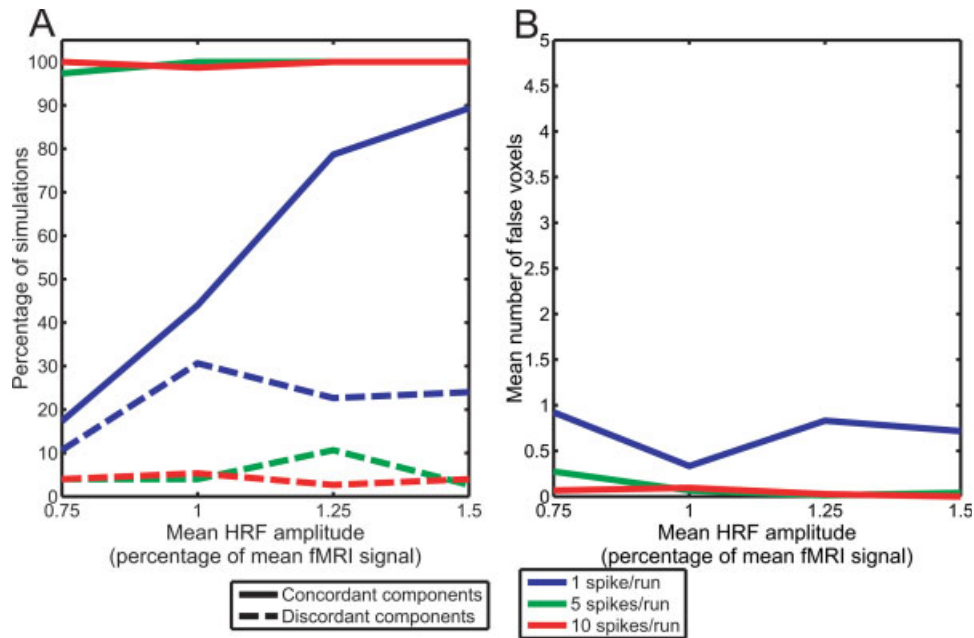 A
Percentage of simulations
100
90
80
70
60
50
40
30
20
10
0
0.75
1
1.25
1.5
Mean HRF amplitude
(percentage of mean fMRI signal)
B
Mean number of false voxels
5
4.5
4
3.5
3
2.5
2
1.5
1
0.5
0
0.75
1
1.25
1.5
Mean HRF amplitude
(percentage of mean fMRI signal)
Concordant components
Discordant components
1 spike/run
5 spikes/run
10 spikes/run